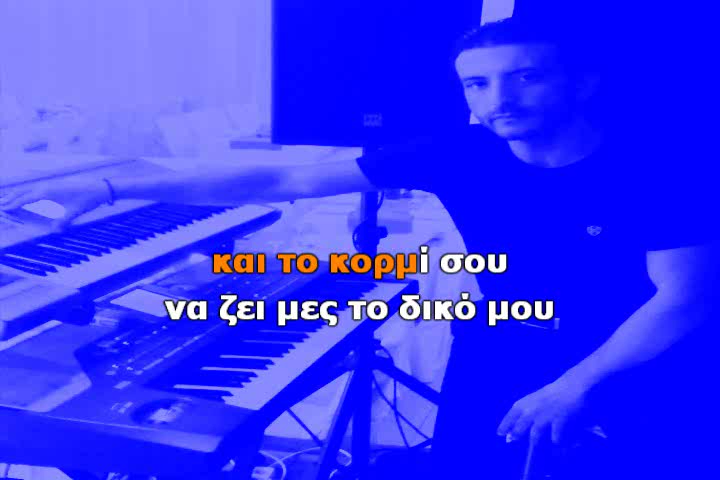 και το κορμί σου
να ζει μες το δικό μου